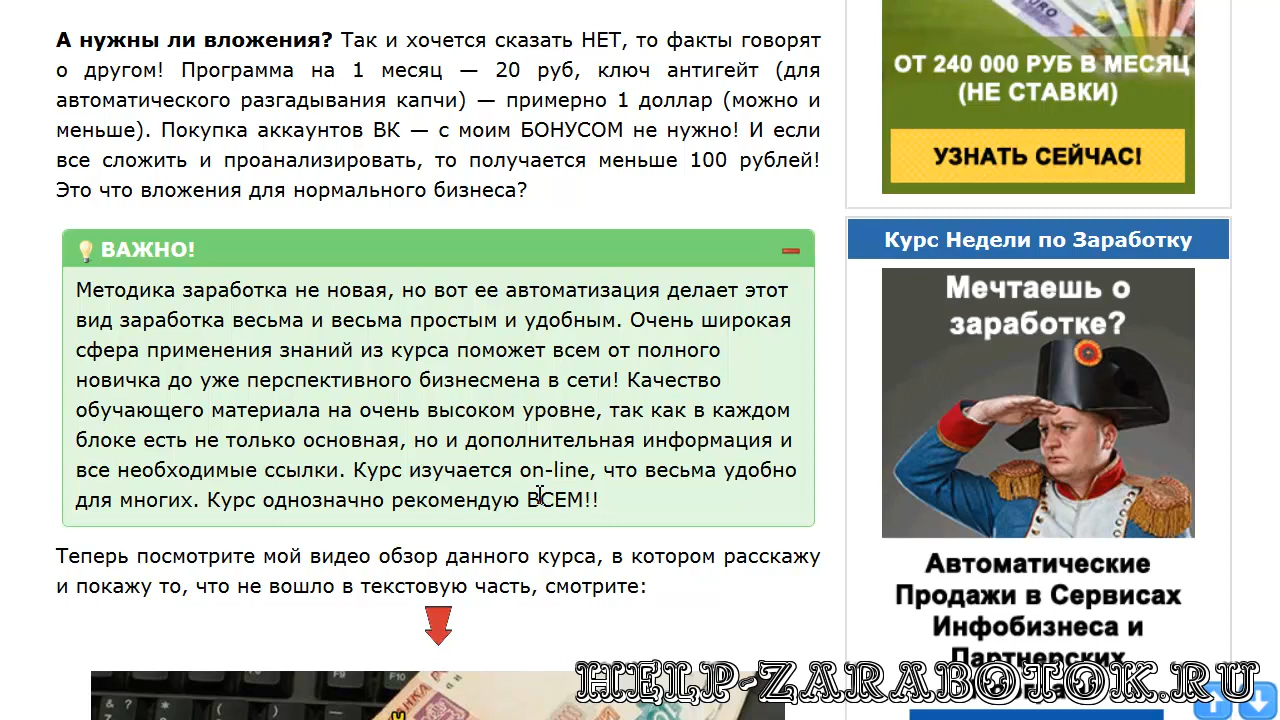 А нужны ли вложения? Так и хочется сказать НЕТ, то факты говорят
о другом! Программа на 1 месяц — 20 руб, ключ антигейт (для
автоматического разгадывания капчи) — примерно 1 доллар (можно и
меньше). Покупка аккаунтов ВК — с моим БОНУСОМ не нужно! И если
все сложить и проанализировать, то получается меньше 100 рублей!
Это что вложения для нормального бизнеса?
ВАЖНО!
Методика заработка не новая, но вот ее автоматизация делает этот
вид заработка весьма и весьма простым и удобным. Очень широкая
сфера применения знаний из курса поможет всем от полного
новичка до уже перспективного бизнесмена в сети! Качество
обучающего материала на очень высоком уровне, так как в каждом
блоке есть не только основная, но и дополнительная информация и
все необходимые ссылки. Курс изучается on-line, что весьма удобно
для многих. Курс однозначно рекомендую ВСЕМ!!
Теперь посмотрите мой видео обзор данного курса, в котором расскажу
и покажу то, что не вошло в текстовую часть, смотрите:
ОТ 240 000 РУБ В МЕСЯЦ
(НЕ СТАВКИ)
УЗНАТЬ СЕЙЧАС!
Курс Недели по Заработку
Мечтаешь о
заработке?
Автоматические
Продажи в Сервисах
Инфобизнеса и
Партнерских
HELP-ZARABOTOK.RU